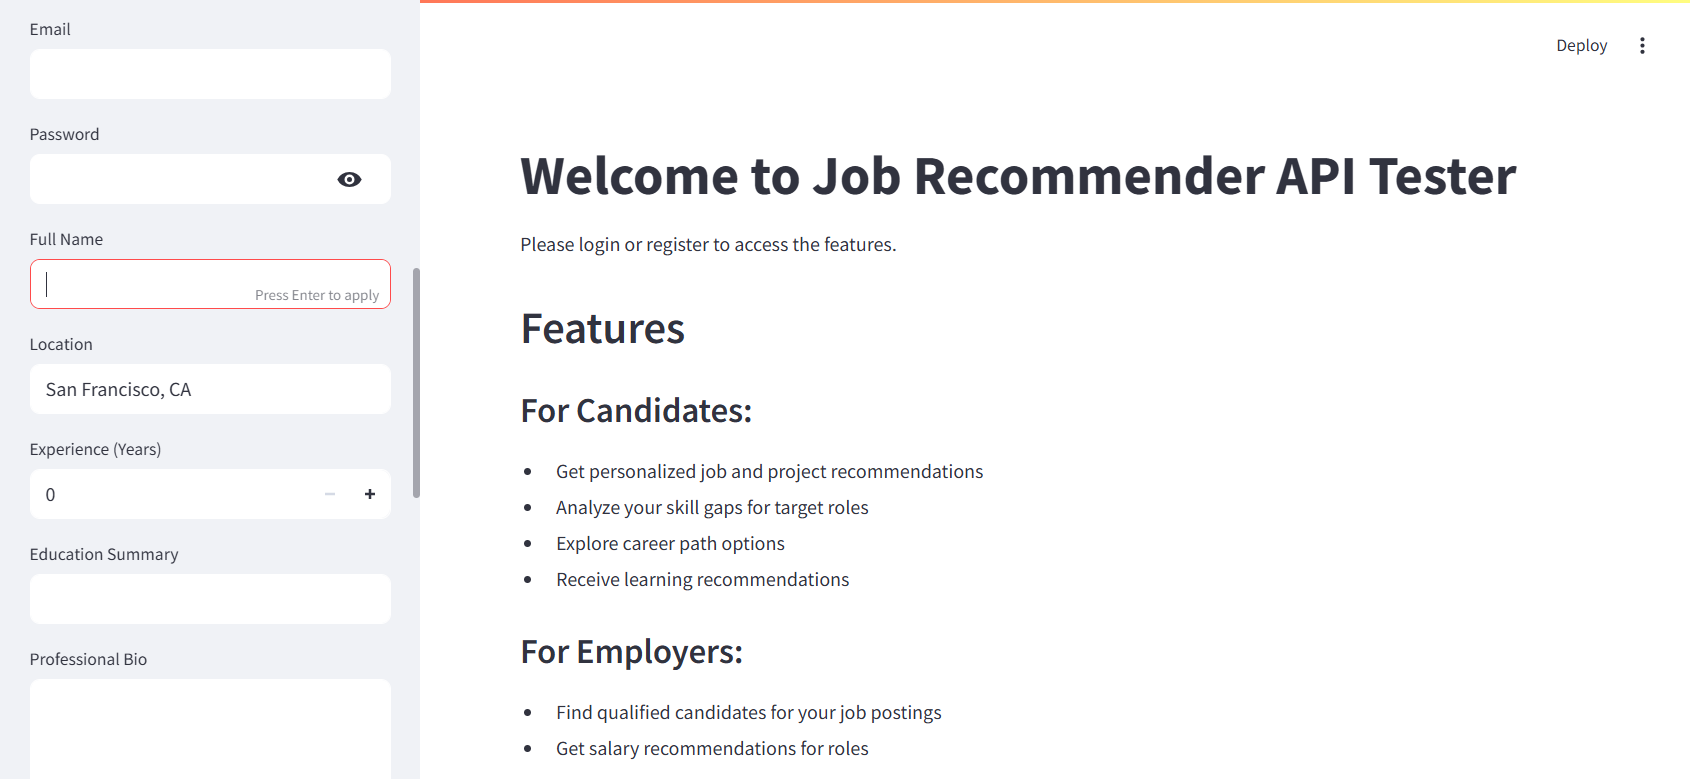 Email
Password
Full Name
Press Enter to apply
Location
San Francisco, CA
Experience (Years)
0
Education Summary
Professional Bio
Deploy
Welcome to Job Recommender API Tester
Please login or register to access the features.
Features
For Candidates:
Get personalized job and project recommendations
Analyze your skill gaps for target roles
Explore career path options
Receive learning recommendations
For Employers:
Find qualified candidates for your job postings
Get salary recommendations for roles